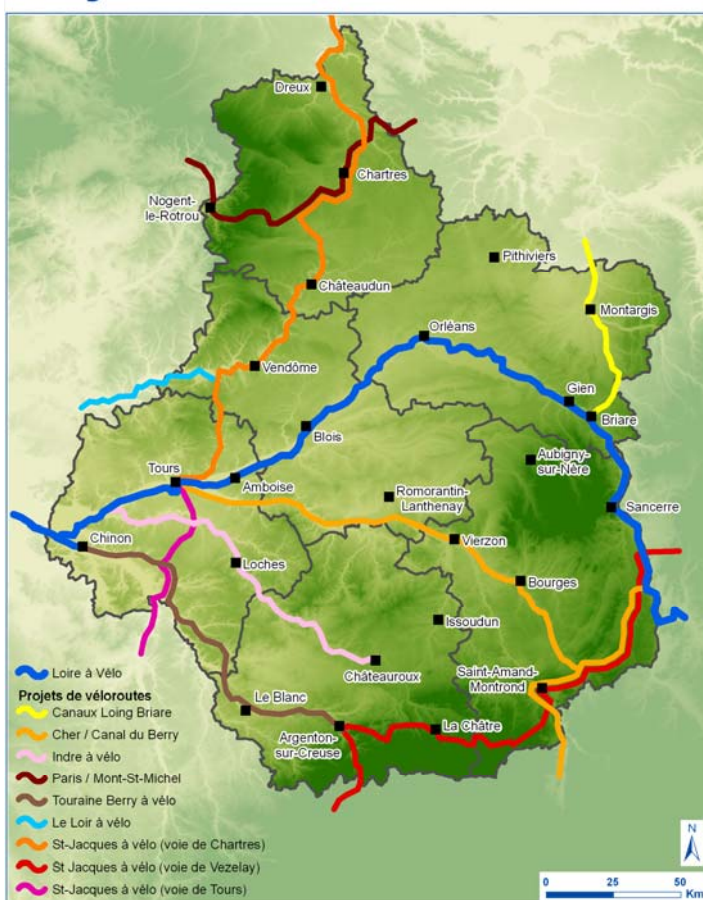 Dreux
Chartres
Nogent-
le-Rotrou
Pithiviers
Châteaudun
Montargis
Orléans
Vendôme
Gien
Briare
Blois
Aubigny-
sur-Nère
Tours
Amboise
Romorantin-
Lanthenay
Sancerre
Chinon
Vierzon
Loches
Bourges
Issoudun
Châteauroux
Saint-Amand-
Montrond
Le Blanc
La Châtre
Argenton-
sur-Creuse
Loire à Vélo
Projets de véloroutes
Canaux Loing Briare
Cher / Canal du Berry
Indre à vélo
Paris / Mont-St-Michel
Touraine Berry à vélo
Le Loir à vélo
St-Jacques à vélo (voie de Chartres)
St Jacques à vélo (voie de Vezelay)
St-Jacques à vélo (voie de Tours)
N
0 25 50
Km